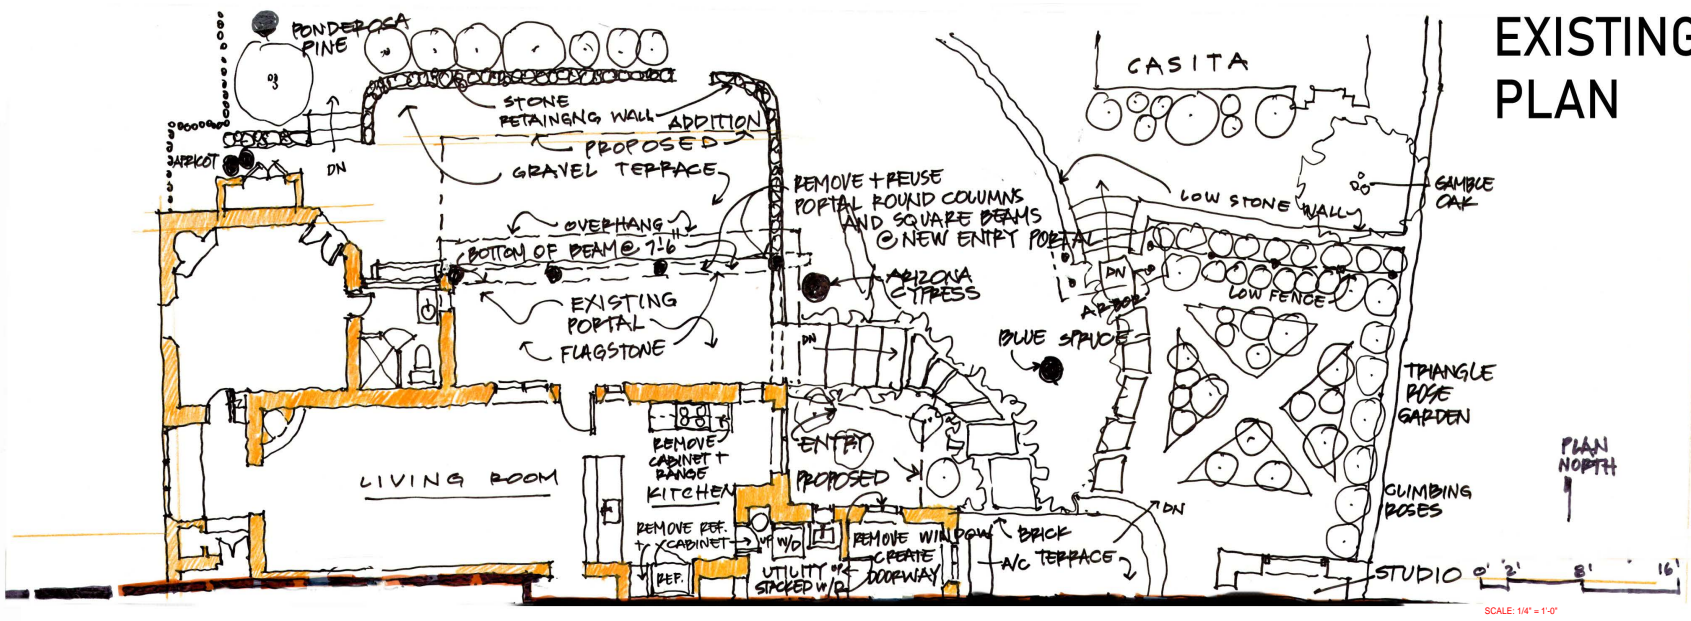 EXISTING
PLAN
PONDEROSA
PINE
CASITA
STONE
RETAINGNG WALL
ADDITION
PROPOSED
GRAVEL TERRACE
APRICOT
DN
REMOVE + REUSE
PORTAL ROUND COLUMNS
AND SQUARE BEAMS
@ NEW ENTRY PORTAL
LOW STONE WALL
GAMBLE
OAK
OVERHANG
BOTTOM OF BEAM @ 7'-6"
ARIZONA
CYPRESS
DN
ARBOR
LOW FENCE
EXISTING
PORTAL
FLAGSTONE
DN
BLUE SPRUCE
TRIANGLE
ROSE
GARDEN
REMOVE
CABINET +
RANGE
KITCHEN
ENTRY
PROPOSED
LIVING ROOM
PLAN
NORTH
CLIMBING
ROSES
DN
REMOVE REF.
+ CABINET
UP
W/D
REMOVE WINDOW
CREATE
DOORWAY
BRICK
TERRACE
A/C
REF.
UTILITY
STACKED W/D
STUDIO
0' 2' 8' 16'
SCALE: 1/4" = 1'-0"